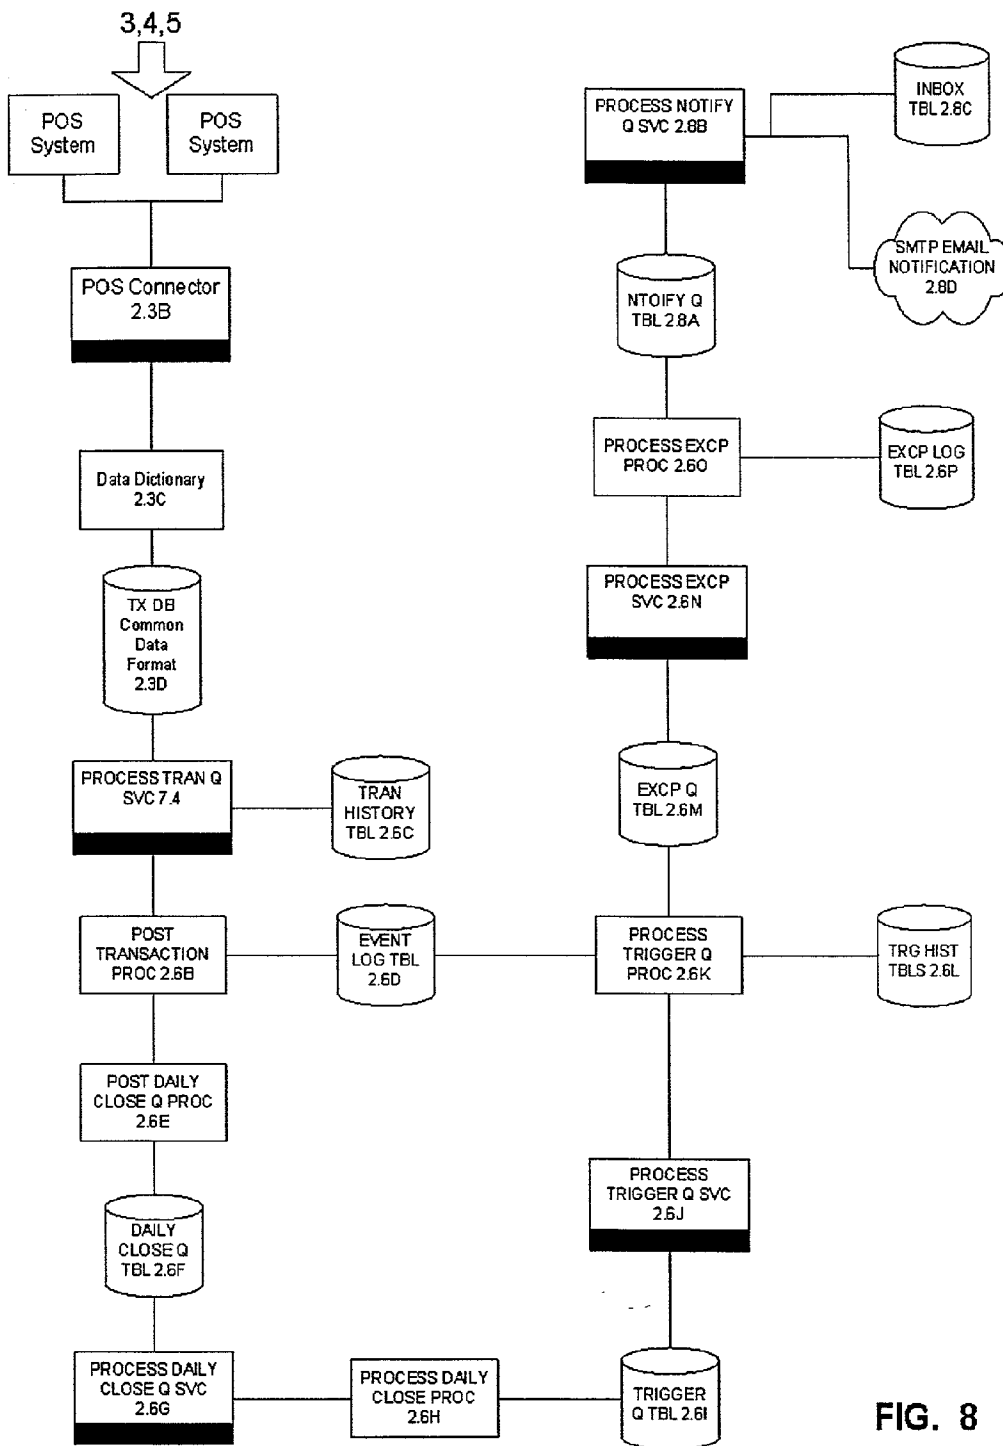 3,4,5
POS
System
POS
System
POS Connector
2.3B
Data Dictionary
2.3C
TX DB
Common
Data
Format
2.3D
PROCESS TRAN Q
SVC 7.4
TRAN
HISTORY
TBL 2.6C
POST
TRANSACTION
PROC 2.6B
EVENT
LOG TBL
2.6D
POST DAILY
CLOSE Q PROC
2.6E
DAILY
CLOSE Q
TBL 2.6F
PROCESS DAILY
CLOSE Q SVC
2.6G
PROCESS DAILY
CLOSE PROC
2.6H
PROCESS NOTIFY
Q SVC 2.8B
INBOX
TBL 2.8C
SMTP EMAIL
NOTIFICATION
2.8D
NTOIFY Q
TBL 2.8A
PROCESS EXCP
PROC 2.6O
EXCP LOG
TBL 2.6P
PROCESS EXCP
SVC 2.6N
EXCP Q
TBL 2.6M
PROCESS
TRIGGER Q
PROC 2.6K
TRG HIST
TBLS 2.6L
PROCESS
TRIGGER Q SVC
2.6J
TRIGGER
Q TBL 2.6I
FIG. 8